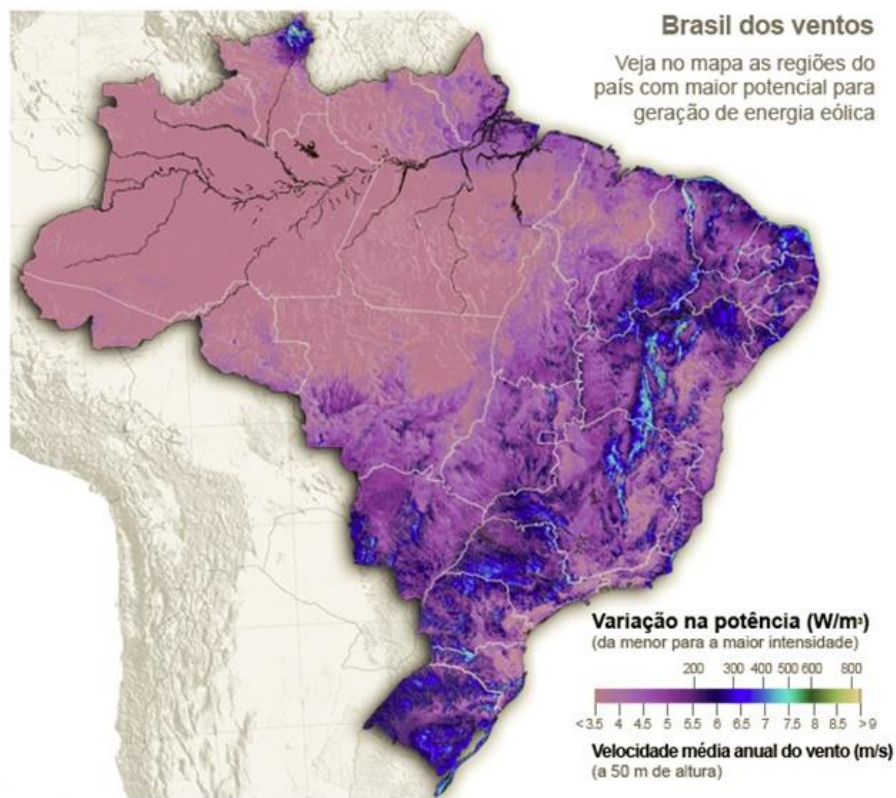 Brasil dos ventos
Veja no mapa as regiões do
país com maior potencial para
geração de energia eólica
Variação na potência (W/m²)
(da menor para a maior intensidade)
200 300 400 500 600 800
<3.5 4 4.5 5 5.5 6 6.5 7 7.5 8 8.5 >9
Velocidade média anual do vento (m/s)
(a 50 m de altura)